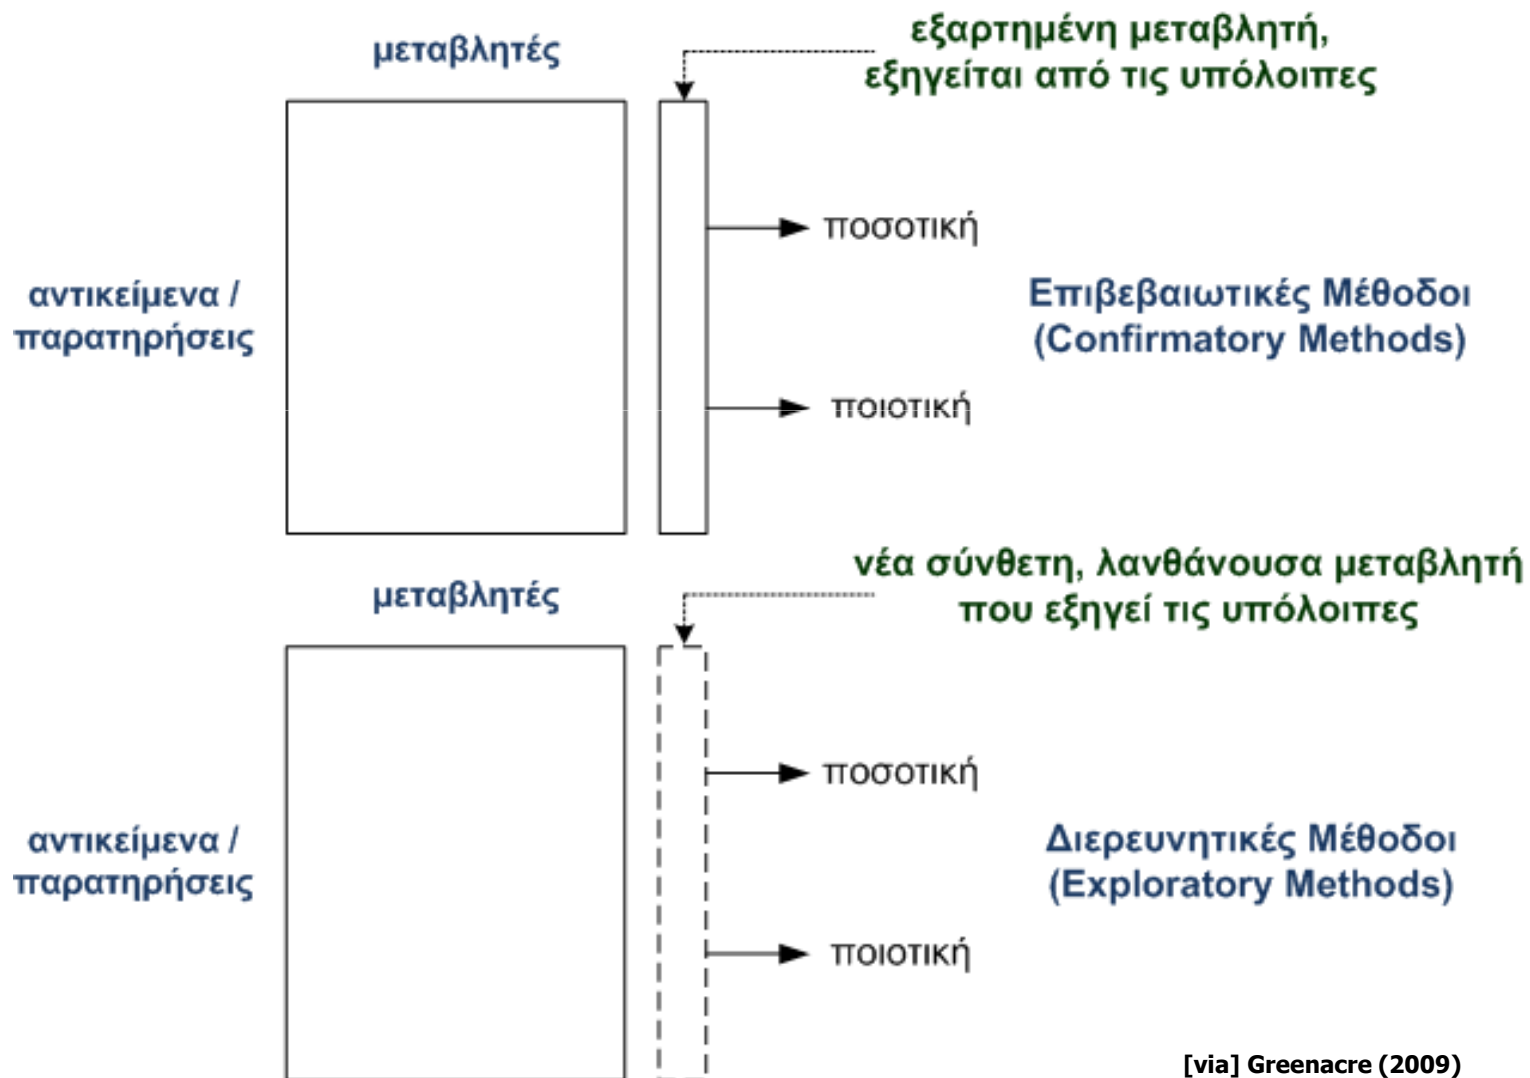 μεταβλητές
εξαρτημένη μεταβλητή,
εξηγείται από τις υπόλοιπες
ποσοτική
αντικείμενα /
παρατηρήσεις
Επιβεβαιωτικές Μέθοδοι
(Confirmatory Methods)
ποιοτική
μεταβλητές
νέα σύνθετη, λανθάνουσα μεταβλητή
που εξηγεί τις υπόλοιπες
ποσοτική
αντικείμενα /
παρατηρήσεις
Διερευνητικές Μέθοδοι
(Exploratory Methods)
ποιοτική
[via] Greenacre (2009)